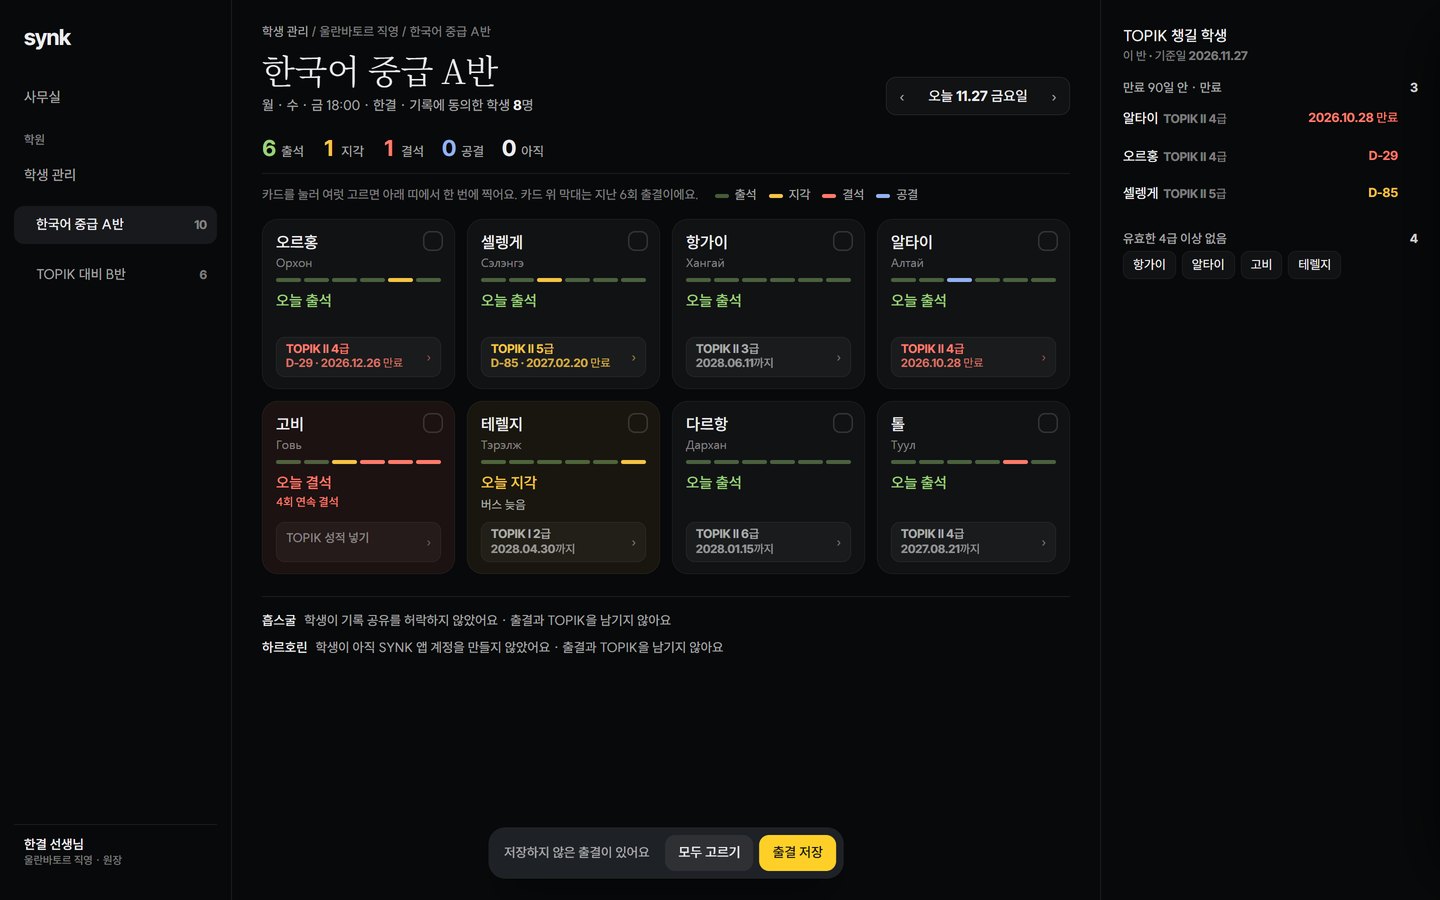 synk
사무실
학원
학생 관리
한국어 중급 A반 10
TOPIK 대비 B반 6
한결 선생님
울란바토르 직영 · 원장
학생 관리 / 울란바토르 직영 / 한국어 중급 A반
한국어 중급 A반
월 · 수 · 금 18:00 · 한결 · 기록에 동의한 학생 8명
‹ 오늘 11.27 금요일 ›
6 출석 1 지각 1 결석 0 공결 0 아직
카드를 눌러 여럿 고르면 아래 띠에서 한 번에 찍어요. 카드 위 막대는 지난 6회 출결이에요. 출석 지각 결석 공결
오르홍
Орхон
오늘 출석
TOPIK II 4급
D-29 · 2026.12.26 만료 ›
셀렝게
Сэлэнгэ
오늘 출석
TOPIK II 5급
D-85 · 2027.02.20 만료 ›
항가이
Хангай
오늘 출석
TOPIK II 3급
2028.06.11까지 ›
알타이
Алтай
오늘 출석
TOPIK II 4급
2026.10.28 만료 ›
고비
Говь
오늘 결석
4회 연속 결석
TOPIK 성적 넣기 ›
테렐지
Тэрэлж
오늘 지각
버스 늦음
TOPIK I 2급
2028.04.30까지 ›
다르항
Дархан
오늘 출석
TOPIK II 6급
2028.01.15까지 ›
톨
Туул
오늘 출석
TOPIK II 4급
2027.08.21까지 ›
흡스굴 학생이 기록 공유를 허락하지 않았어요 · 출결과 TOPIK을 남기지 않아요
하르호린 학생이 아직 SYNK 앱 계정을 만들지 않았어요 · 출결과 TOPIK을 남기지 않아요
저장하지 않은 출결이 있어요 모두 고르기 출결 저장
TOPIK 챙길 학생
이 반 · 기준일 2026.11.27
만료 90일 안 · 만료 3
알타이 TOPIK II 4급 2026.10.28 만료
오르홍 TOPIK II 4급 D-29
셀렝게 TOPIK II 5급 D-85
유효한 4급 이상 없음 4
항가이 알타이 고비 테렐지